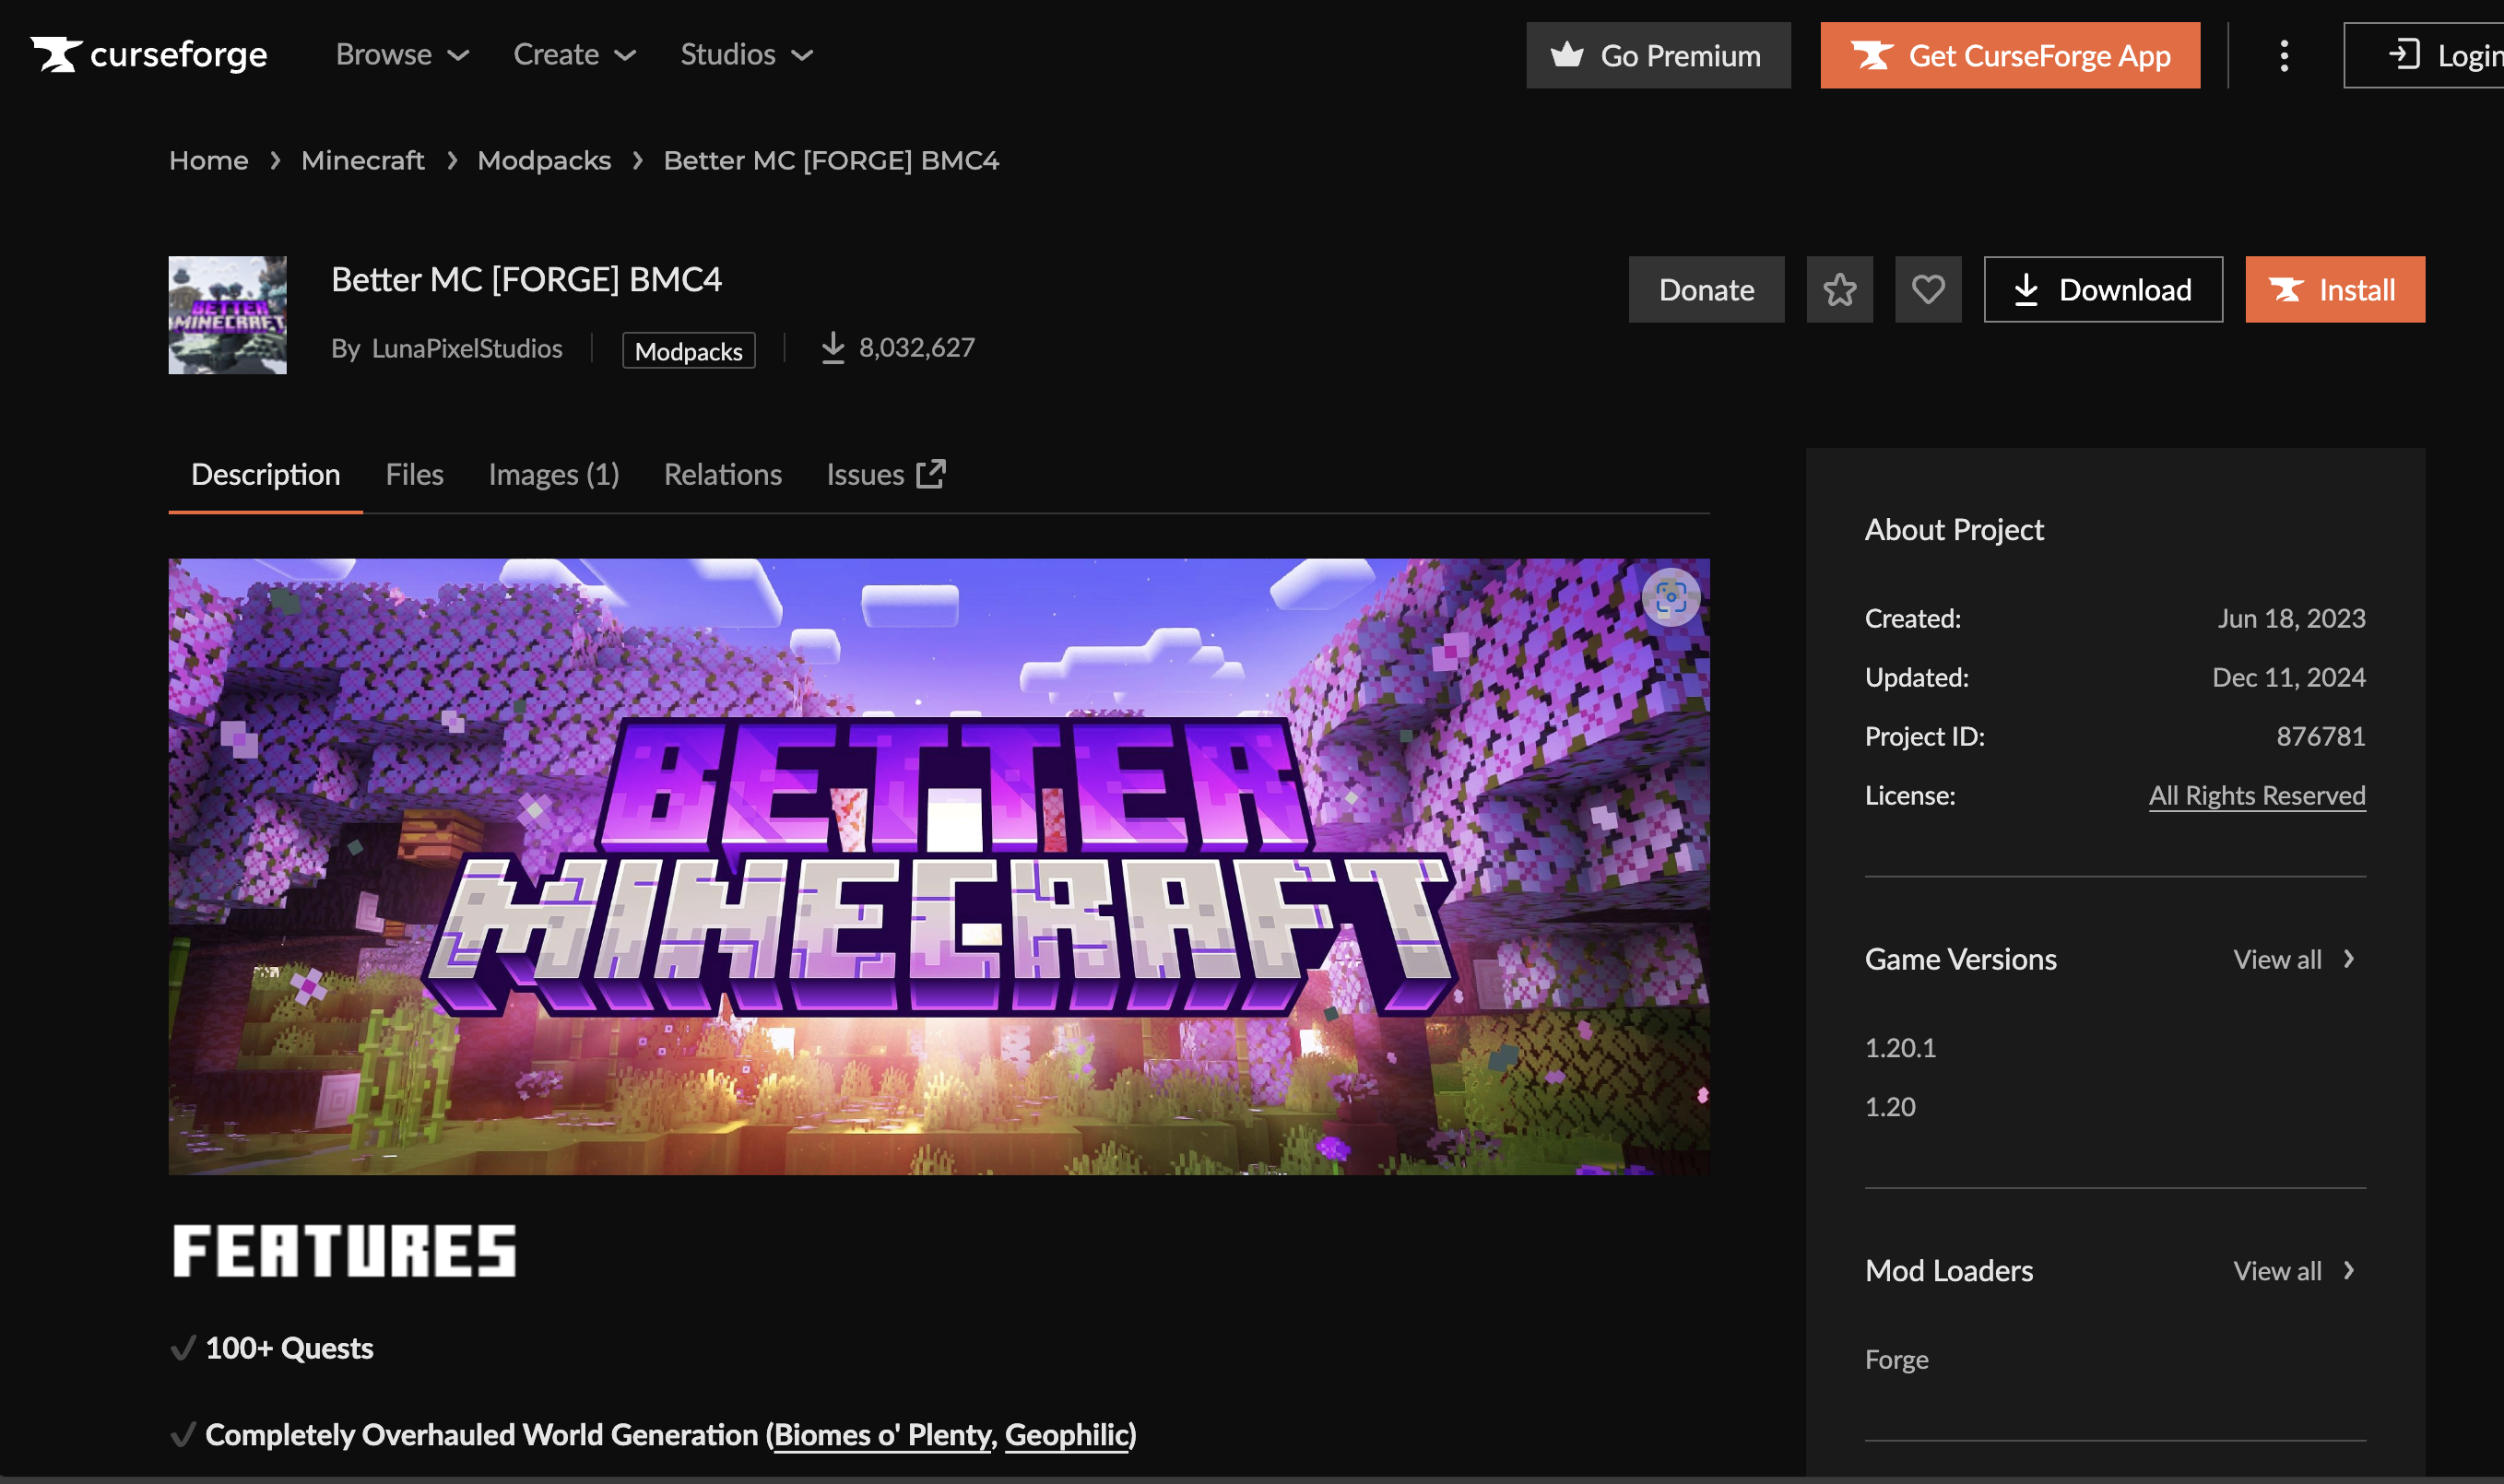 curseforge
Browse
Create
Studios
Go Premium
Get CurseForge App
Login
Home > Minecraft > Modpacks > Better MC [FORGE] BMC4
BETTER
MINECRAFT
Better MC [FORGE] BMC4
By LunaPixelStudios
Modpacks
8,032,627
Donate
Download
Install
Description
Files
Images (1)
Relations
Issues
BETTER
MINECRAFT
FEATURES
100+ Quests
Completely Overhauled World Generation (Biomes o' Plenty, Geophilic)
About Project
Created: Jun 18, 2023
Updated: Dec 11, 2024
Project ID: 876781
License: All Rights Reserved
Game Versions View all >
1.20.1
1.20
Mod Loaders View all >
Forge